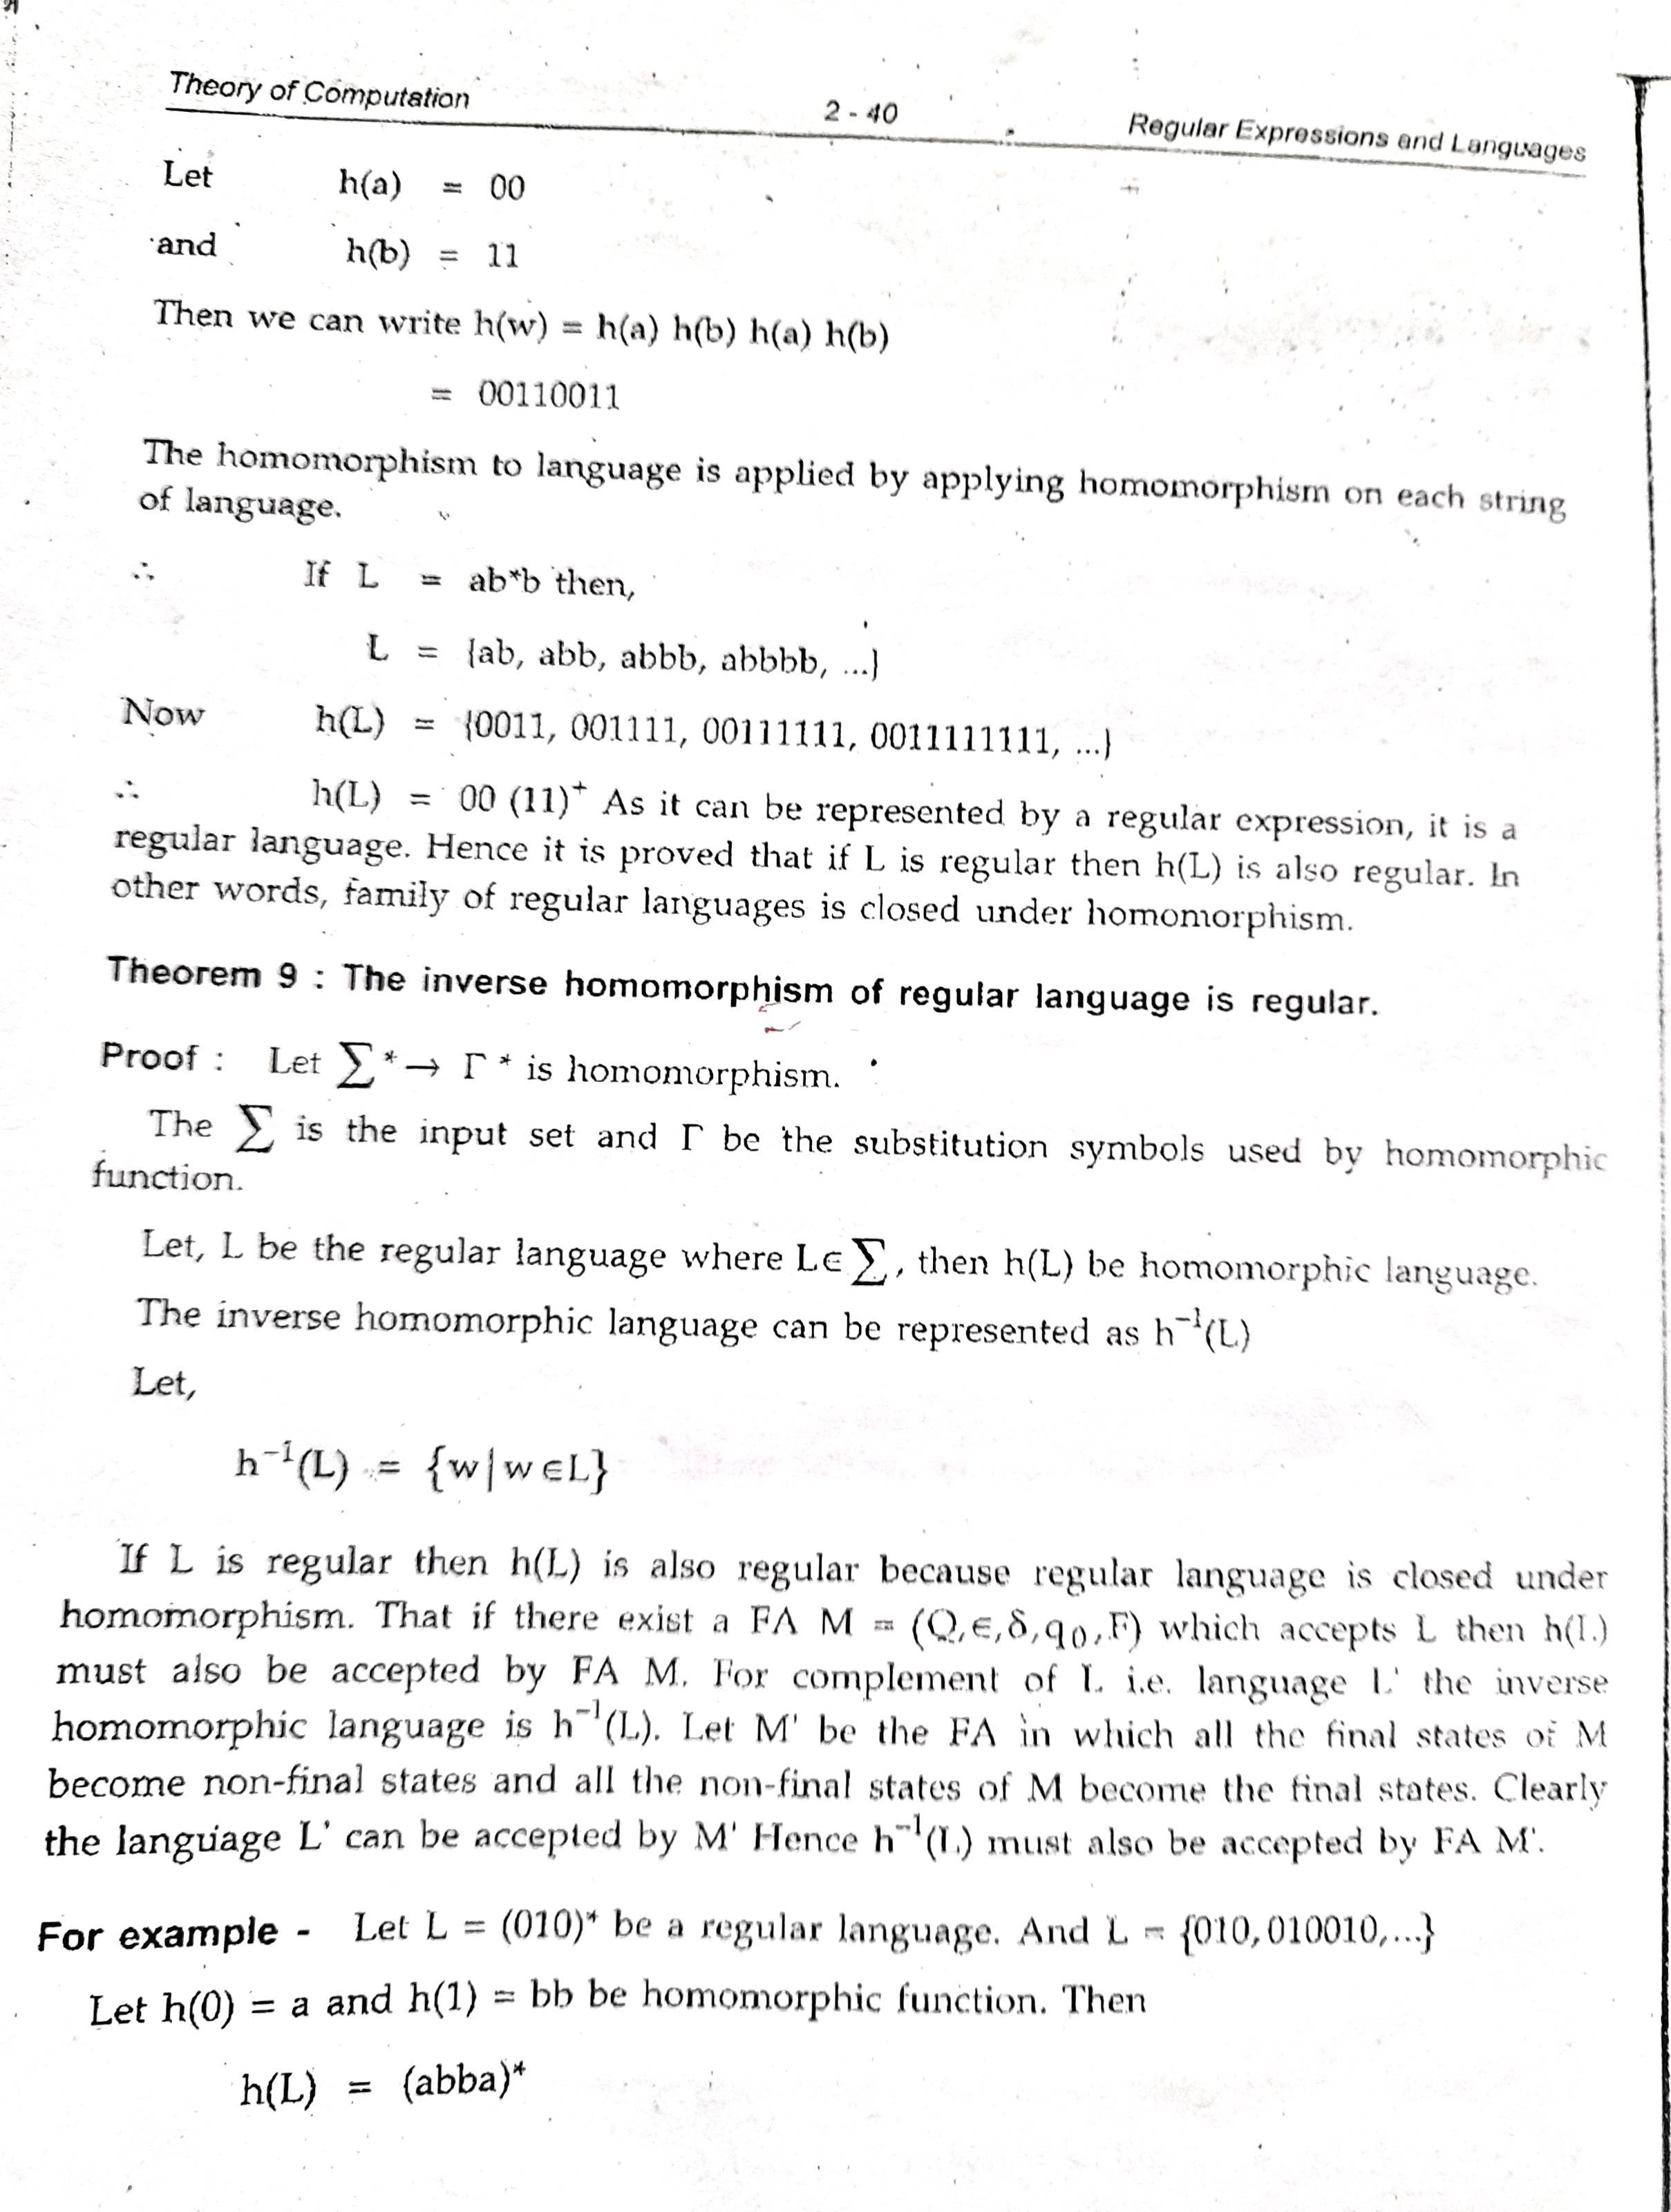 Theory of Computation
2 - 40
Regular Expressions and Languages
Let h(a) = 00
and h(b) = 11
Then we can write h(w) = h(a) h(b) h(a) h(b)
= 00110011
The homomorphism to language is applied by applying homomorphism on each string
of language.
∴ If L = ab*b then,
L = {ab, abb, abbb, abbbb, ...}
Now h(L) = {0011, 001111, 00111111, 0011111111, ...}
∴ h(L) = 00 (11)⁺ As it can be represented by a regular expression, it is a
regular language. Hence it is proved that if L is regular then h(L) is also regular. In
other words, family of regular languages is closed under homomorphism.
Theorem 9 : The inverse homomorphism of regular language is regular.
Proof : Let ∑* → Γ * is homomorphism.
The ∑ is the input set and Γ be the substitution symbols used by homomorphic
function.
Let, L be the regular language where L∈∑, then h(L) be homomorphic language.
The inverse homomorphic language can be represented as h⁻¹(L)
Let,
h⁻¹(L) = {w|w∈L}
If L is regular then h(L) is also regular because regular language is closed under
homomorphism. That if there exist a FA M = (Q,∈,δ,q₀,F) which accepts L then h(L)
must also be accepted by FA M. For complement of L i.e. language L' the inverse
homomorphic language is h⁻¹(L). Let M' be the FA in which all the final states of M
become non-final states and all the non-final states of M become the final states. Clearly
the language L' can be accepted by M' Hence h⁻¹(L) must also be accepted by FA M'.
For example - Let L = (010)* be a regular language. And L = {010,010010,...}
Let h(0) = a and h(1) = bb be homomorphic function. Then
h(L) = (abba)*